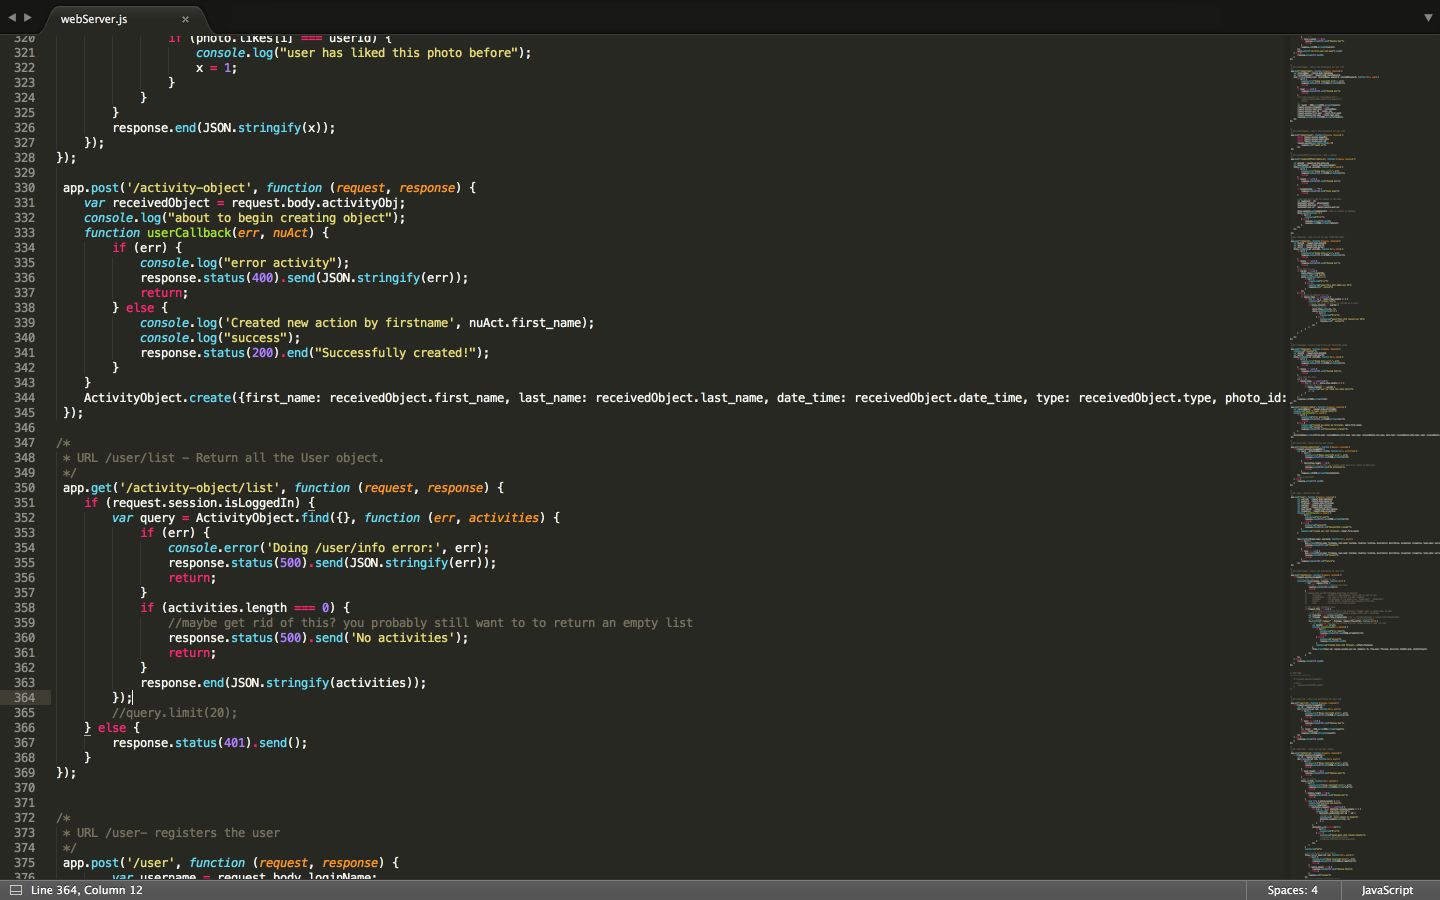 webServer.js
320 if (photo.likes[i] === userId) {
321 console.log("user has liked this photo before");
322 x = 1;
323 }
324 }
325 }
326 response.end(JSON.stringify(x));
327 });
328 });
329
330 app.post('/activity-object', function (request, response) {
331 var receivedObject = request.body.activityObj;
332 console.log("about to begin creating object");
333 function userCallback(err, nuAct) {
334 if (err) {
335 console.log("error activity");
336 response.status(400).send(JSON.stringify(err));
337 return;
338 } else {
339 console.log('Created new action by firstname', nuAct.first_name);
340 console.log("success");
341 response.status(200).end("Successfully created!");
342 }
343 }
344 ActivityObject.create({first_name: receivedObject.first_name, last_name: receivedObject.last_name, date_time: receivedObject.date_time, type: receivedObject.type, photo_id:
345 });
346
347 /*
348 * URL /user/list - Return all the User object.
349 */
350 app.get('/activity-object/list', function (request, response) {
351 if (request.session.isLoggedIn) {
352 var query = ActivityObject.find({}, function (err, activities) {
353 if (err) {
354 console.error('Doing /user/info error:', err);
355 response.status(500).send(JSON.stringify(err));
356 return;
357 }
358 if (activities.length === 0) {
359 //maybe get rid of this? you probably still want to to return an empty list
360 response.status(500).send('No activities');
361 return;
362 }
363 response.end(JSON.stringify(activities));
364 });
365 //query.limit(20);
366 } else {
367 response.status(401).send();
368 }
369 });
370
371
372 /*
373 * URL /user- registers the user
374 */
375 app.post('/user', function (request, response) {
376 var username = request.body.loginName;
Line 364, Column 12 Spaces: 4 JavaScript